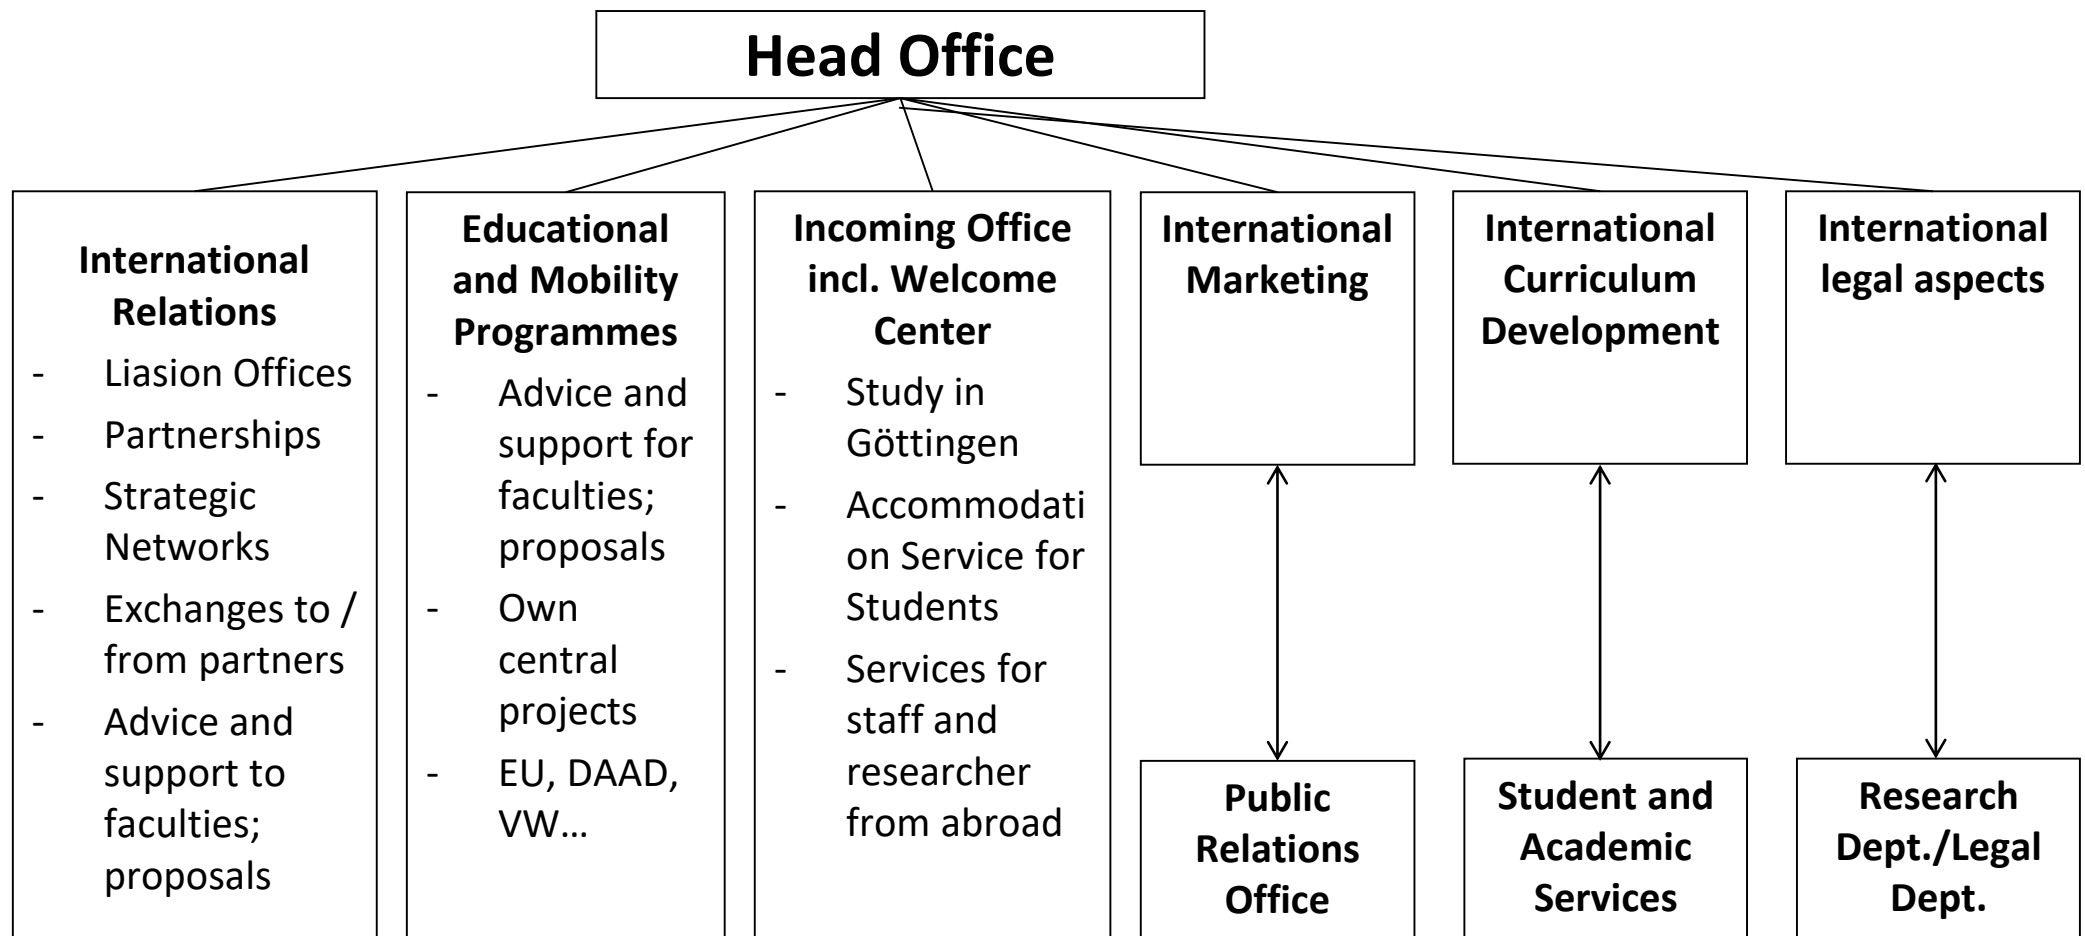 Head Office
International
Relations
- Liasion Offices
- Partnerships
- Strategic
Networks
- Exchanges to /
from partners
- Advice and
support to
faculties;
proposals
Educational
and Mobility
Programmes
- Advice and
support for
faculties;
proposals
- Own
central
projects
- EU, DAAD,
VW…
Incoming Office
incl. Welcome
Center
- Study in
Göttingen
- Accommodati
on Service for
Students
- Services for
staff and
researcher
from abroad
International
Marketing
International
Curriculum
Development
International
legal aspects
Public
Relations
Office
Student and
Academic
Services
Research
Dept./Legal
Dept.